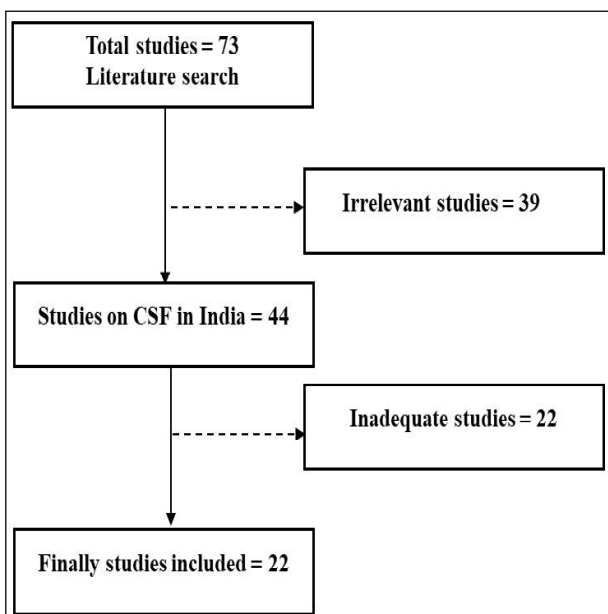 Total studies = 73
Literature search
Irrelevant studies = 39
Studies on CSF in India = 44
Inadequate studies = 22
Finally studies included = 22